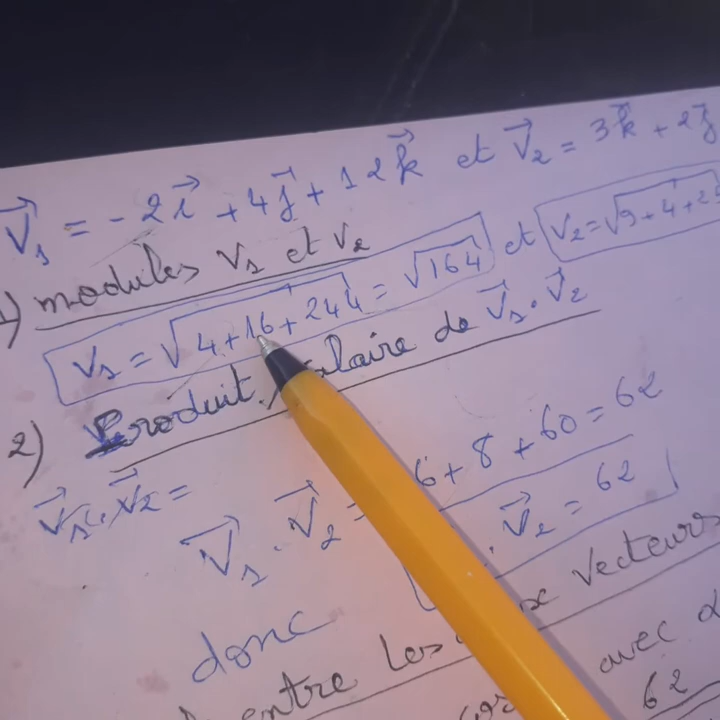 V₁ = -2i + 4j + 12k et V₂ = 3k + 2j
1) modules V₁ et V₂
V₁ = √4+16+244 = √164 et V₂ = √9+4+2
2) Produit scalaire de V₁ . V₂
V₁ . V₂ =
V₁ . V₂ = 6 + 8 + 60 = 62
donc . V₂ = 62
entre les vecteurs
avec
62